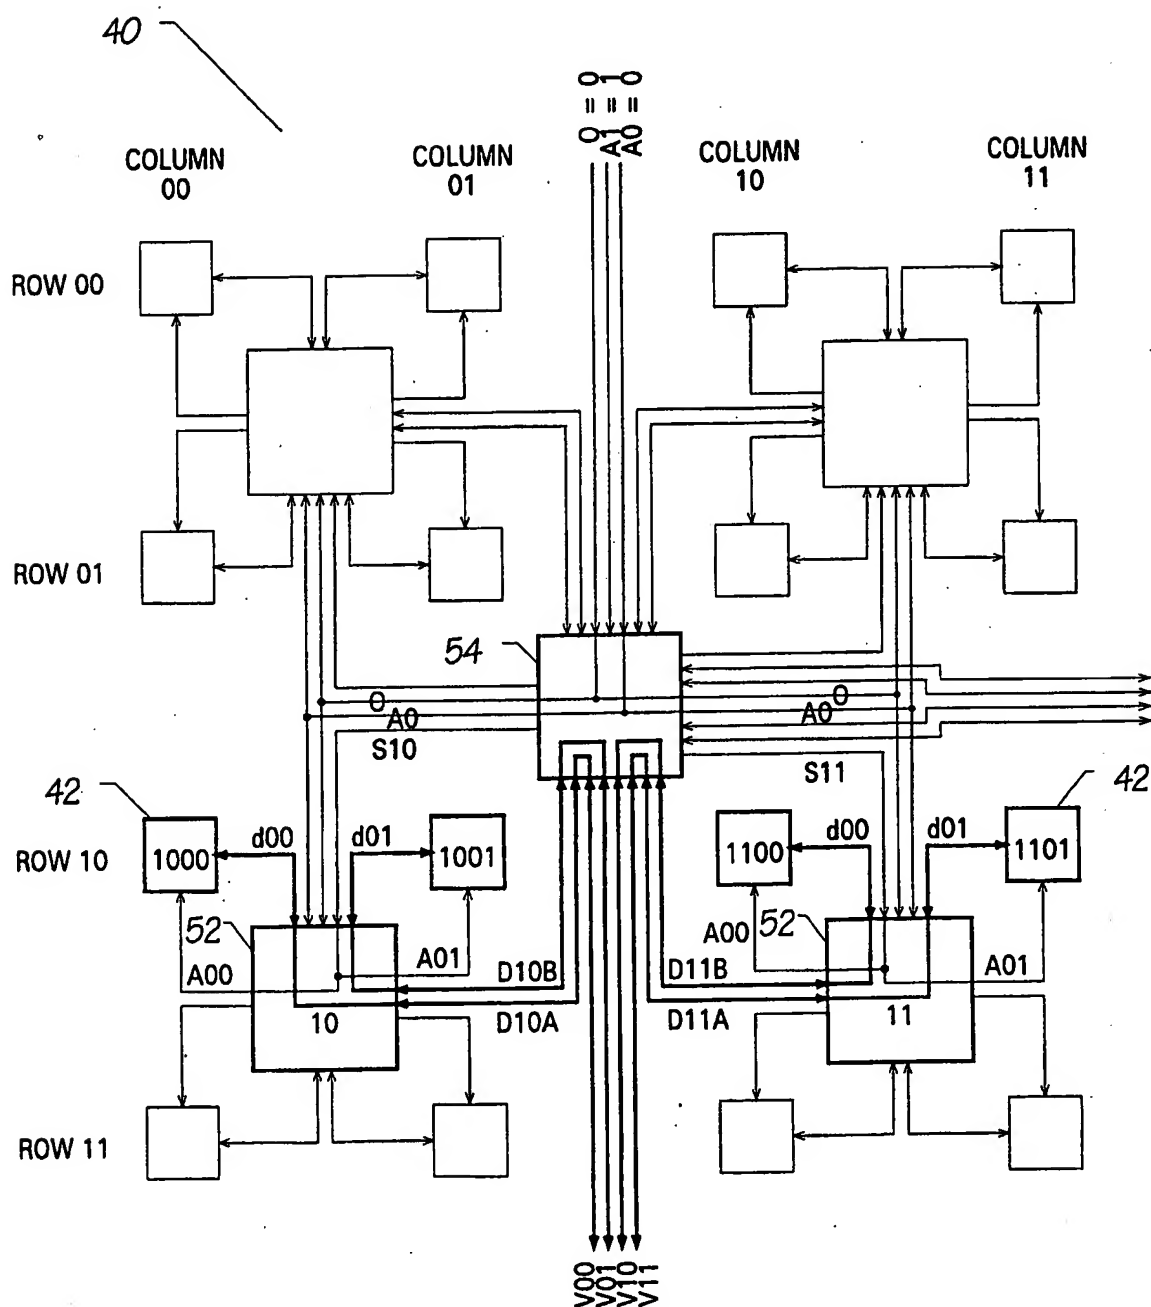 40
O = 0
A1 = 1
A0 = 0
COLUMN
00
COLUMN
01
COLUMN
10
COLUMN
11
ROW 00
ROW 01
54
O
A0
S10
O
A0
S11
42
42
ROW 10
1000
d00
d01
1001
1100
d00
d01
1101
52
A00
A01
D10B
D10A
10
D11B
D11A
A00
52
A01
11
ROW 11
V00
V01
V10
V11